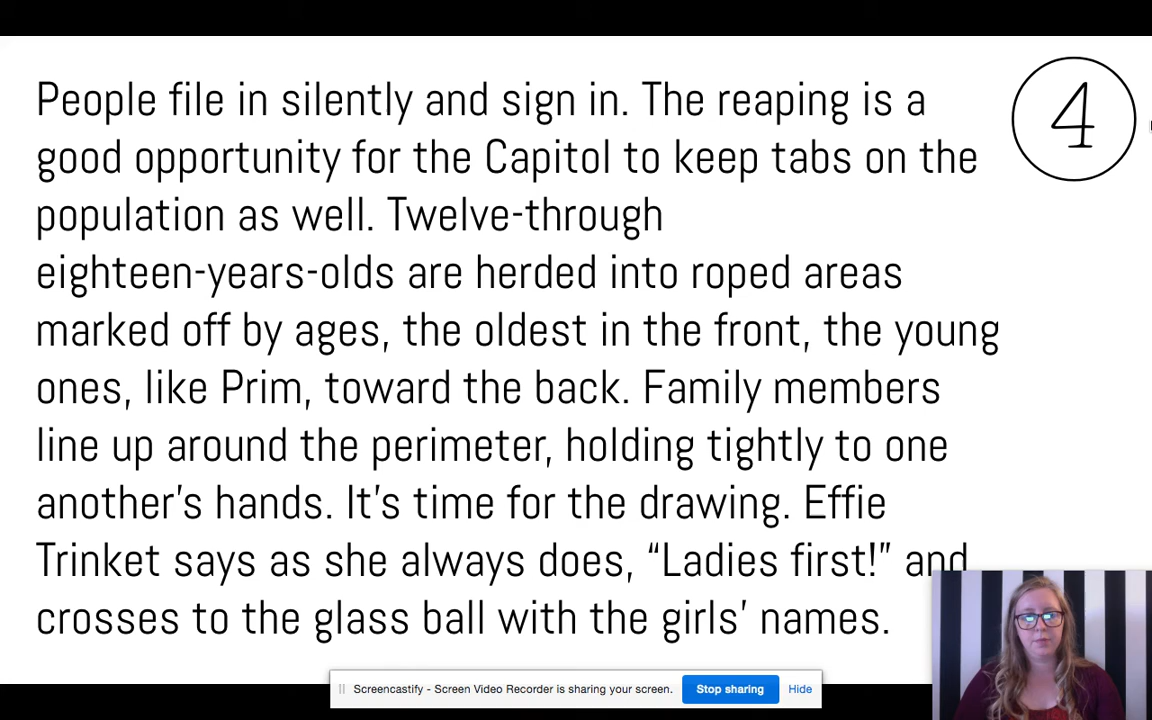 People file in silently and sign in. The reaping is a
good opportunity for the Capitol to keep tabs on the
population as well. Twelve-through
eighteen-years-olds are herded into roped areas
marked off by ages, the oldest in the front, the young
ones, like Prim, toward the back. Family members
line up around the perimeter, holding tightly to one
another’s hands. It’s time for the drawing. Effie
Trinket says as she always does, “Ladies first!” and
crosses to the glass ball with the girls’ names.
4
Screencastify - Screen Video Recorder is sharing your screen. Stop sharing Hide